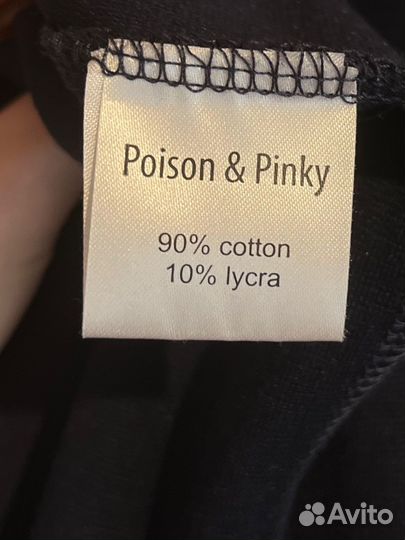 Poison & Pinky
90% cotton
10% lycra
Avito